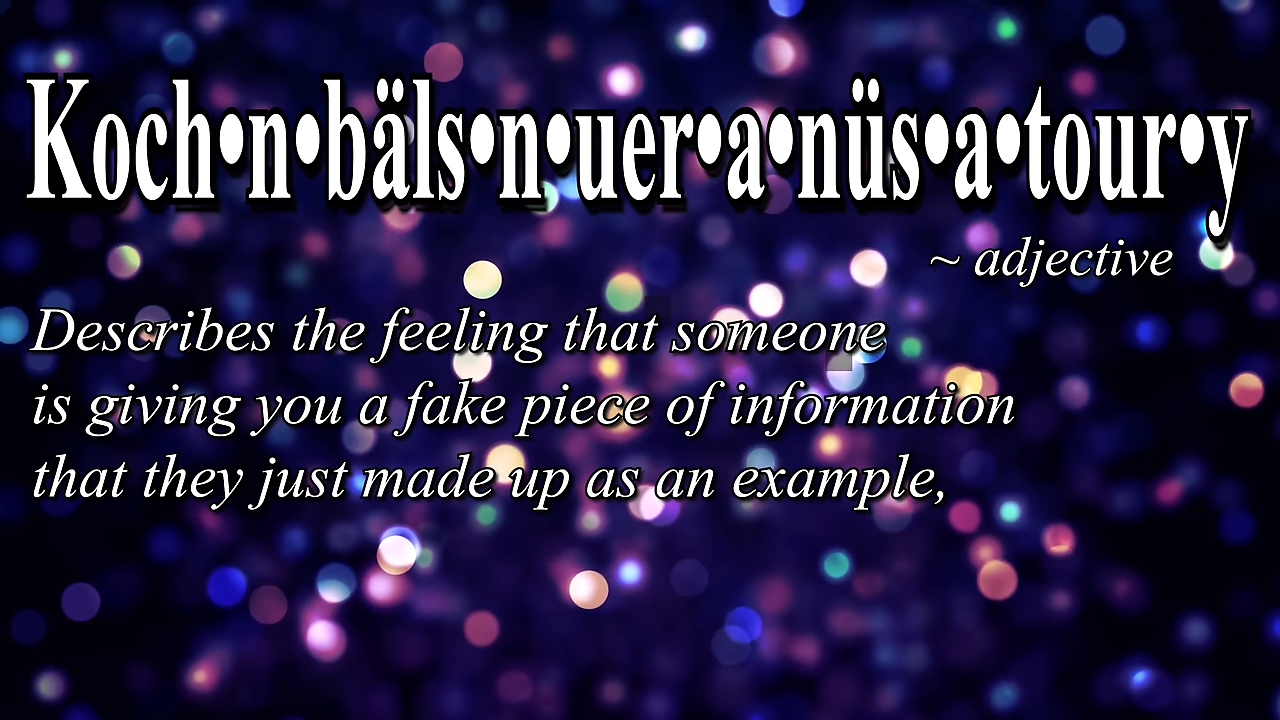 Koch•n•bäls•n•uer•a•nüs•a•tour•y
~ adjective
Describes the feeling that someone
is giving you a fake piece of information
that they just made up as an example,